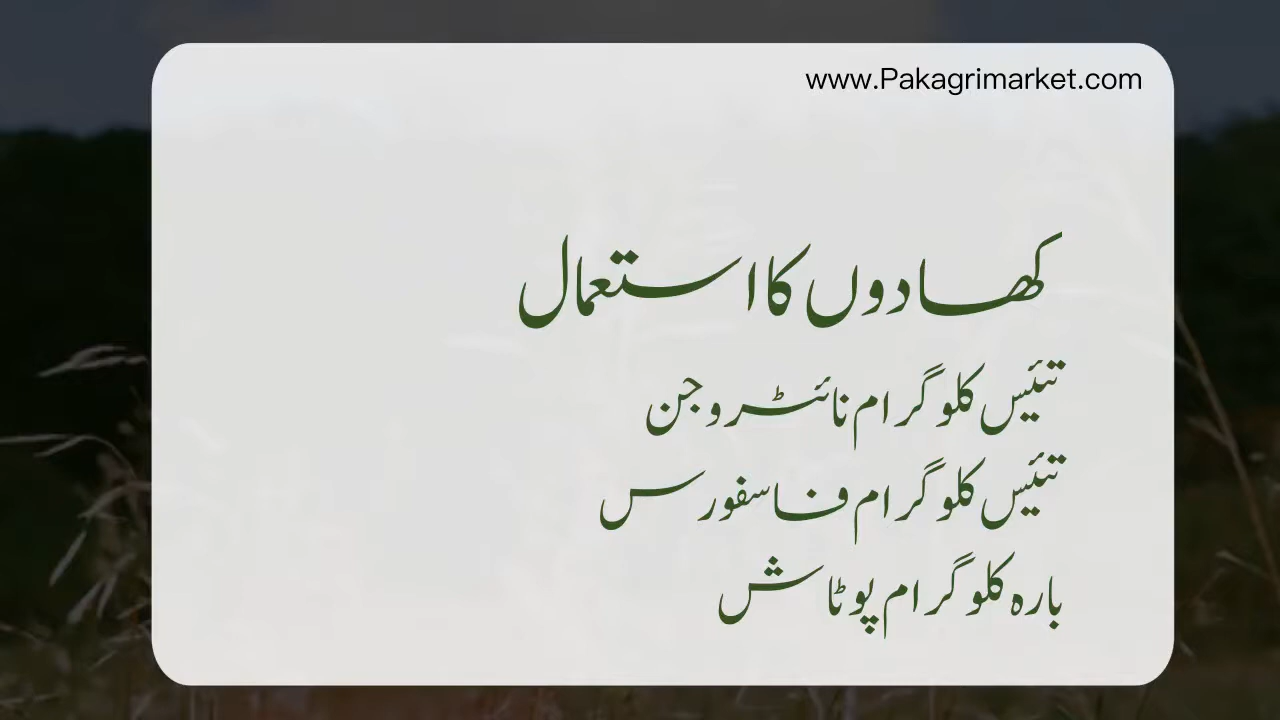 www.Pakagrimarket.com
کھادوں کا استعمال
تئیس کلو گرام نائٹروجن
تئیس کلو گرام فاسفورس
بارہ کلو گرام پوٹاش